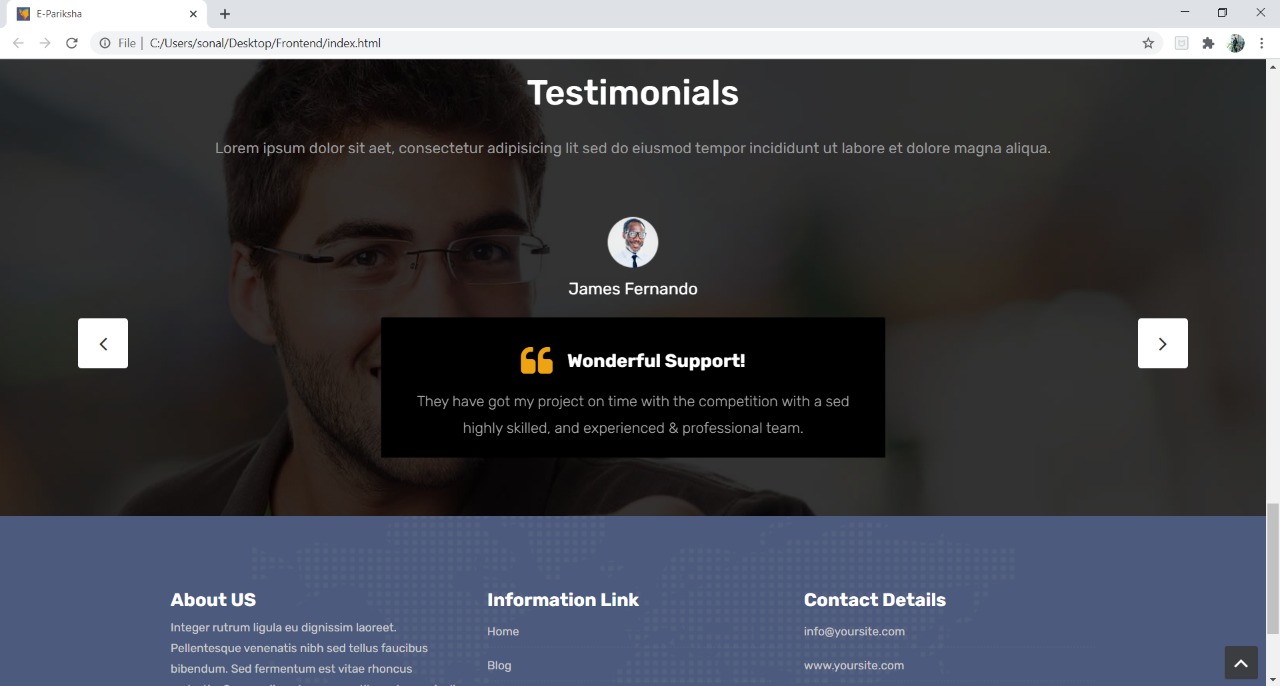 E-Pariksha
File | C:/Users/sonal/Desktop/Frontend/index.html
Testimonials
Lorem ipsum dolor sit aet, consectetur adipisicing lit sed do eiusmod tempor incididunt ut labore et dolore magna aliqua.
James Fernando
Wonderful Support!
They have got my project on time with the competition with a sed
highly skilled, and experienced & professional team.
About US
Integer rutrum ligula eu dignissim laoreet.
Pellentesque venenatis nibh sed tellus faucibus
bibendum. Sed fermentum est vitae rhoncus
Information Link
Home
Blog
Contact Details
info@yoursite.com
www.yoursite.com